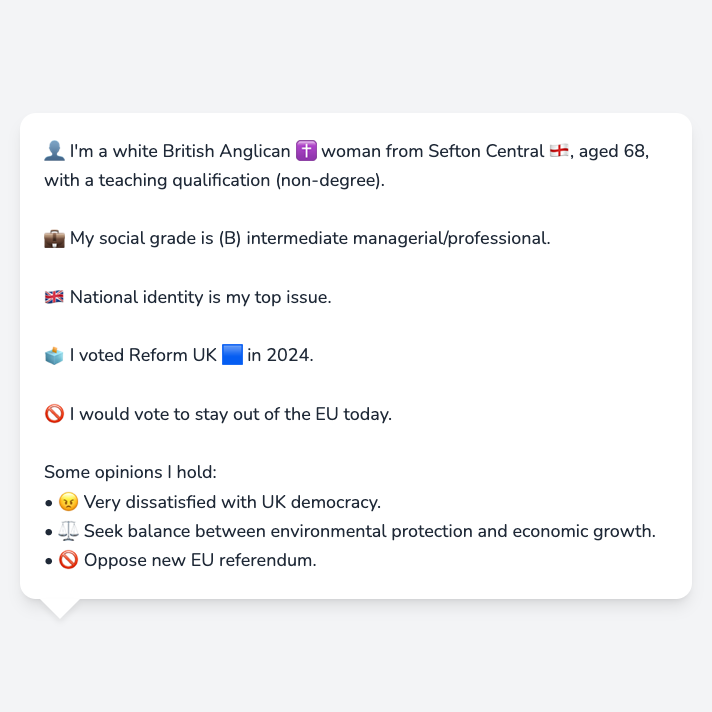 👤 I'm a white British Anglican ✝️ woman from Sefton Central 🏴󠁧󠁢󠁥󠁮󠁧󠁿, aged 68,
with a teaching qualification (non-degree).
💼 My social grade is (B) intermediate managerial/professional.
🇬🇧 National identity is my top issue.
🗳️ I voted Reform UK 🟦 in 2024.
🚫 I would vote to stay out of the EU today.
Some opinions I hold:
• 😠 Very dissatisfied with UK democracy.
• ⚖️ Seek balance between environmental protection and economic growth.
• 🚫 Oppose new EU referendum.